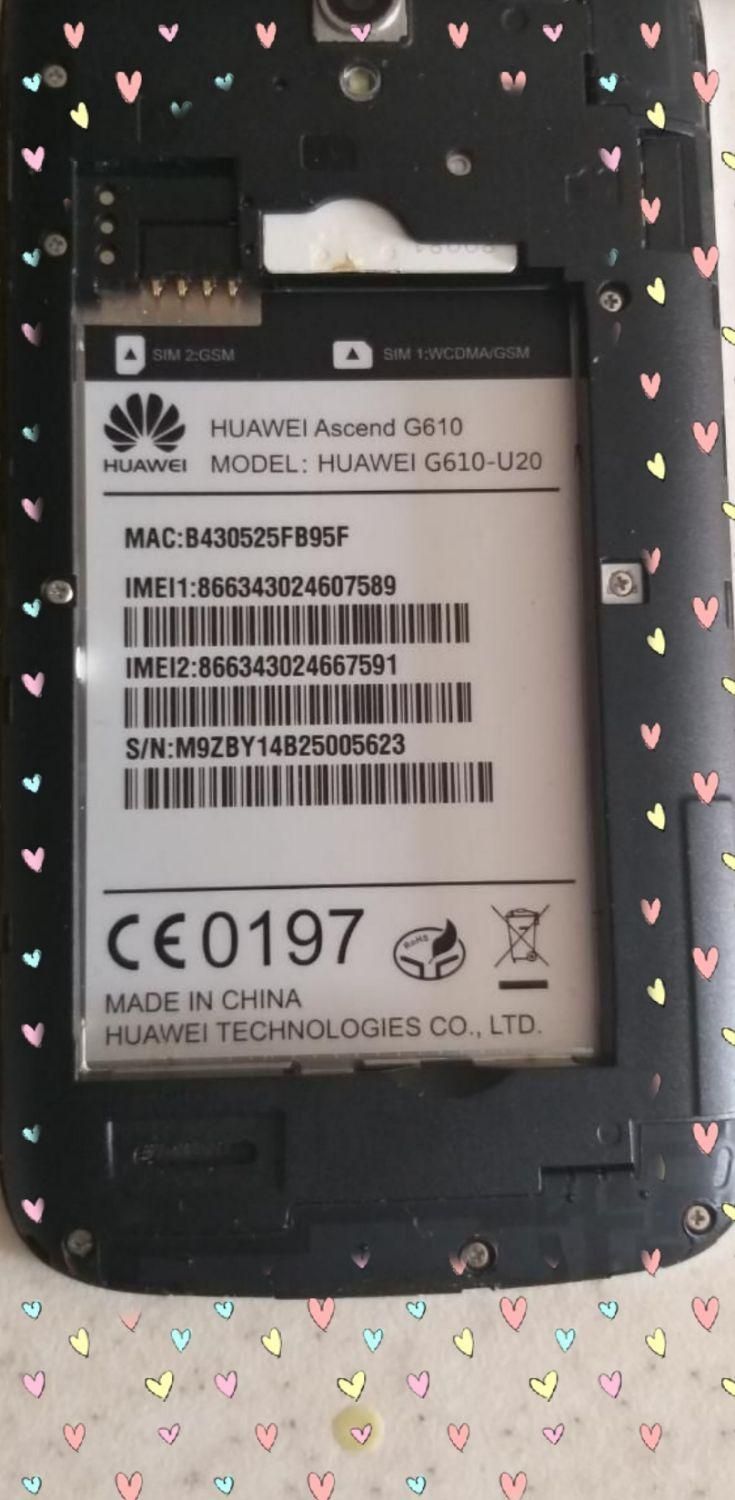 SIM 2:GSM
SIM 1:WCDMA/GSM
HUAWEI
HUAWEI Ascend G610
MODEL: HUAWEI G610-U20
MAC:B430525FB95F
IMEI1:866343024607589
IMEI2:866343024667591
S/N:M9ZBY14B25005623
CE0197
RoHS
MADE IN CHINA
HUAWEI TECHNOLOGIES CO., LTD.